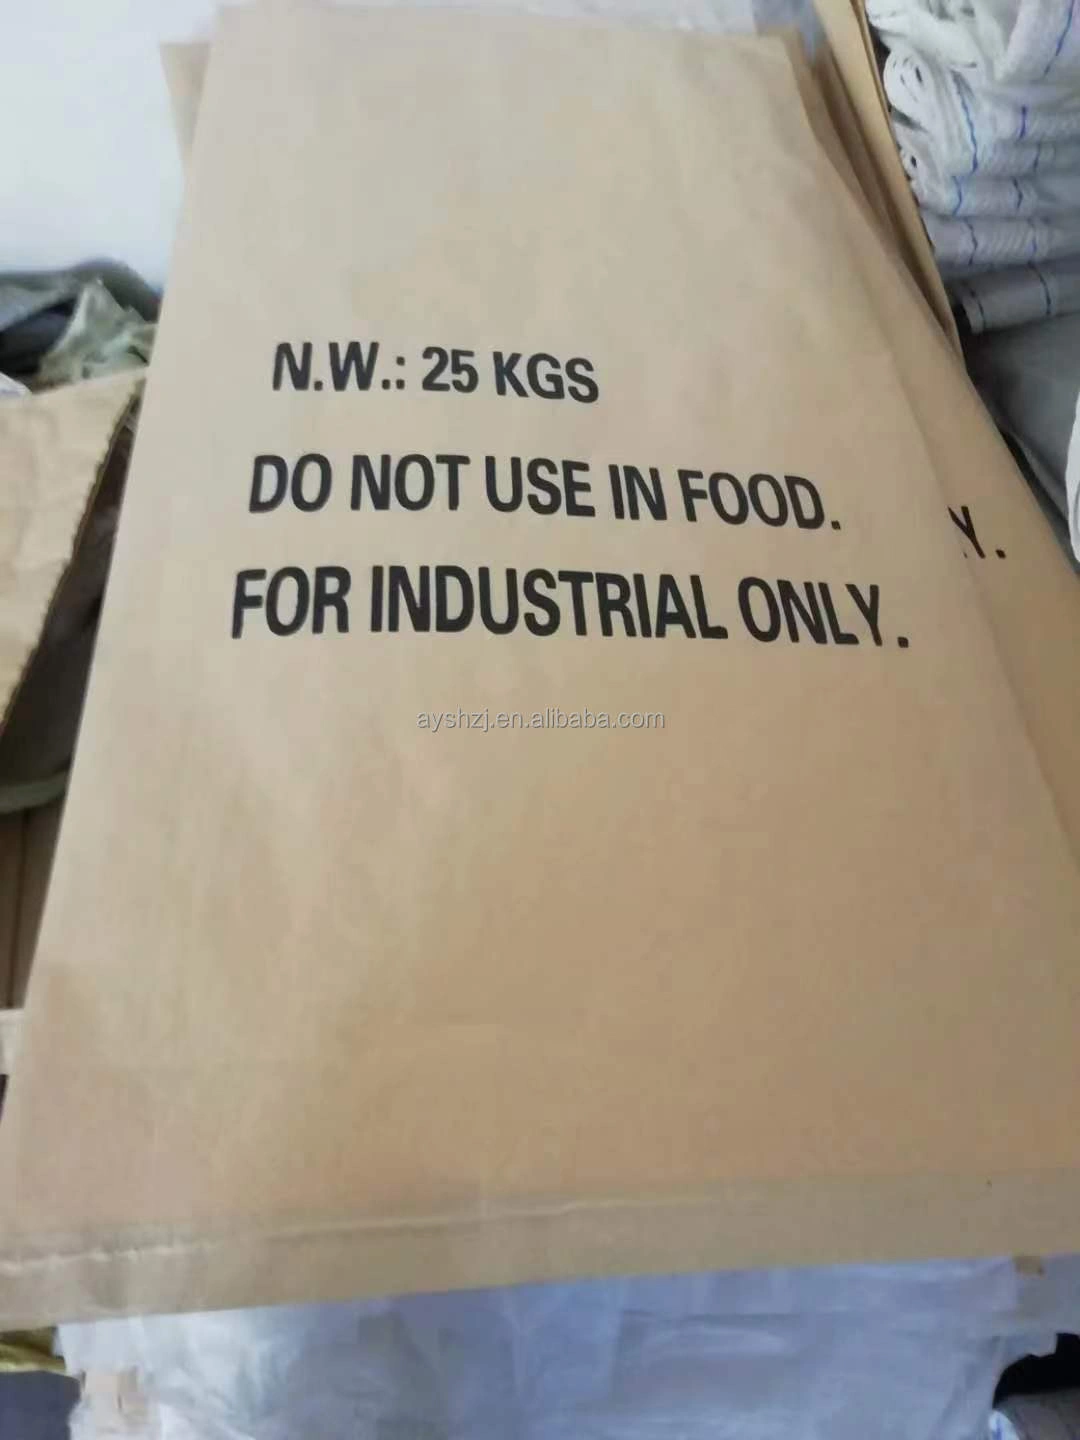 N.W.: 25 KGS
DO NOT USE IN FOOD.
FOR INDUSTRIAL ONLY.
Y.
ayshzj.en.alibaba.com